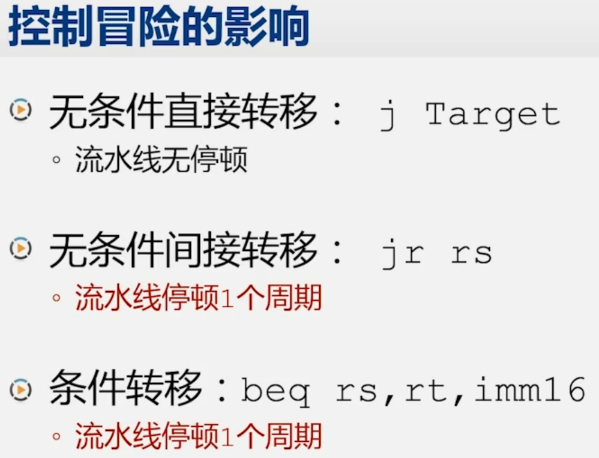 控制冒险的影响
无条件直接转移： j Target
流水线无停顿
无条件间接转移： jr rs
流水线停顿1个周期
条件转移：beq rs,rt,imm16
流水线停顿1个周期